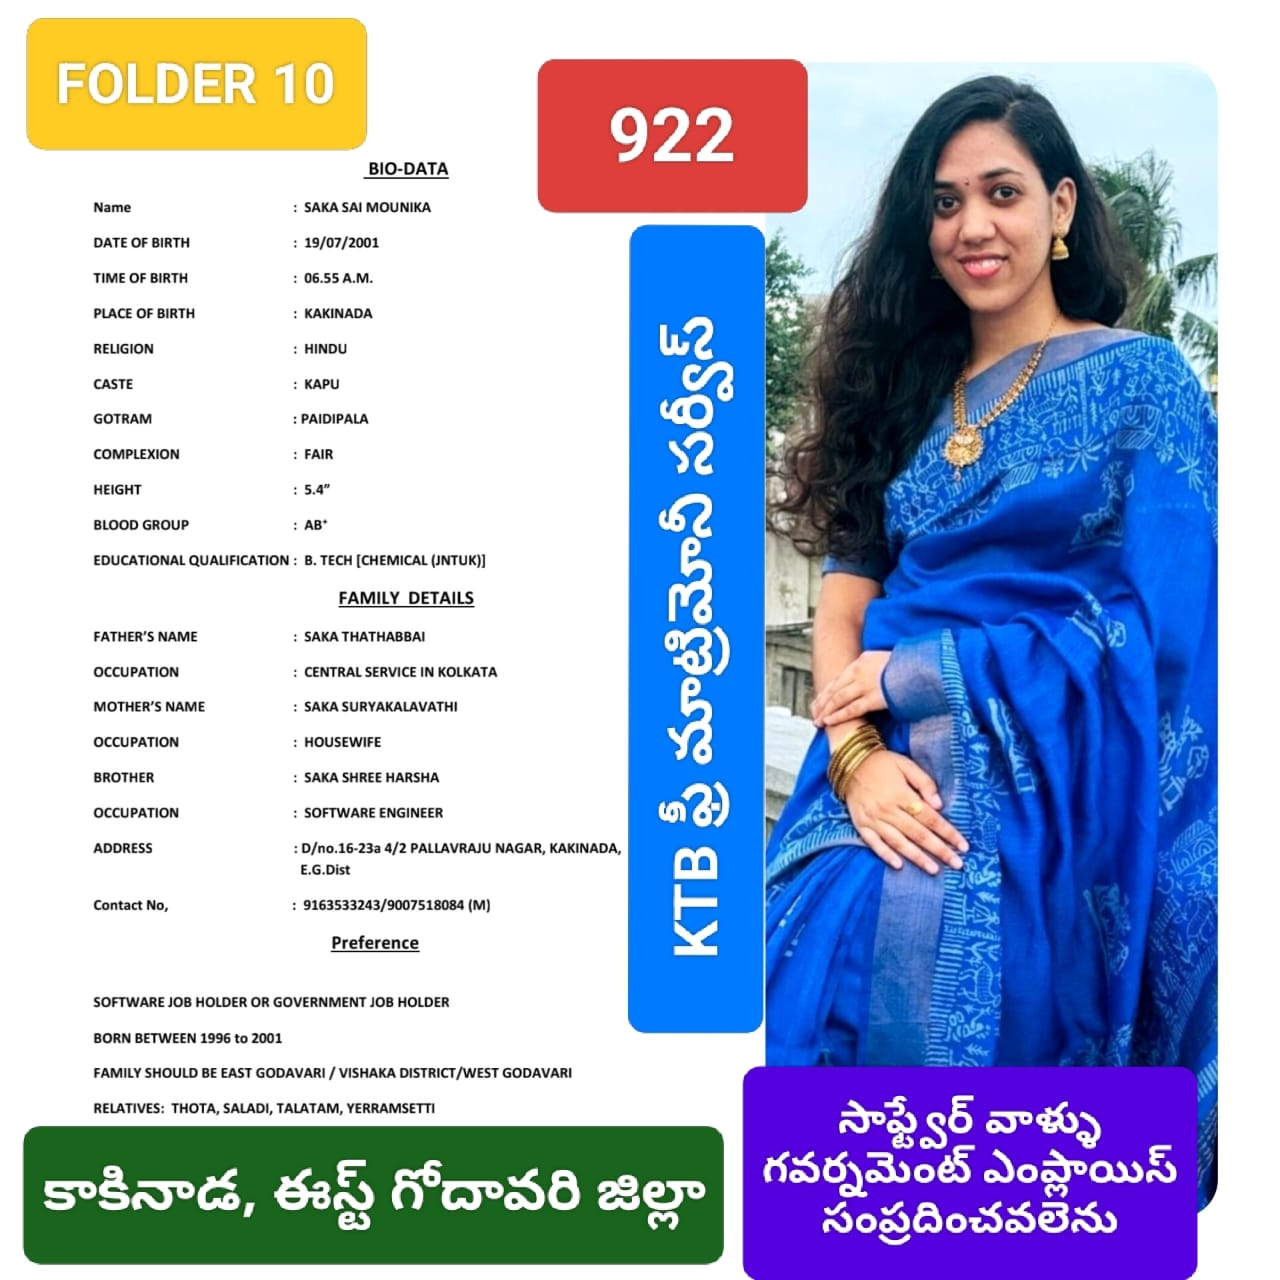 FOLDER 10
922
BIO-DATA
Name : SAKA SAI MOUNIKA
DATE OF BIRTH : 19/07/2001
TIME OF BIRTH : 06.55 A.M.
PLACE OF BIRTH : KAKINADA
RELIGION : HINDU
CASTE : KAPU
GOTRAM : PAIDIPALA
COMPLEXION : FAIR
HEIGHT : 5.4”
BLOOD GROUP : AB⁺
EDUCATIONAL QUALIFICATION : B. TECH [CHEMICAL (JNTUK)]
FAMILY DETAILS
FATHER’S NAME : SAKA THATHABBAI
OCCUPATION : CENTRAL SERVICE IN KOLKATA
MOTHER’S NAME : SAKA SURYAKALAVATHI
OCCUPATION : HOUSEWIFE
BROTHER : SAKA SHREE HARSHA
OCCUPATION : SOFTWARE ENGINEER
ADDRESS : D/no.16-23a 4/2 PALLAVRAJU NAGAR, KAKINADA,
E.G.Dist
Contact No, : 9163533243/9007518084 (M)
Preference
SOFTWARE JOB HOLDER OR GOVERNMENT JOB HOLDER
BORN BETWEEN 1996 to 2001
FAMILY SHOULD BE EAST GODAVARI / VISHAKA DISTRICT/WEST GODAVARI
RELATIVES: THOTA, SALADI, TALATAM, YERRAMSETTI
KTB ఫ్రీ మాట్రిమోనీ సర్వీస్
కాకినాడ, ఈస్ట్ గోదావరి జిల్లా
సాఫ్ట్వేర్ వాళ్ళు
గవర్నమెంట్ ఎంప్లాయిస్
సంప్రదించవలెను